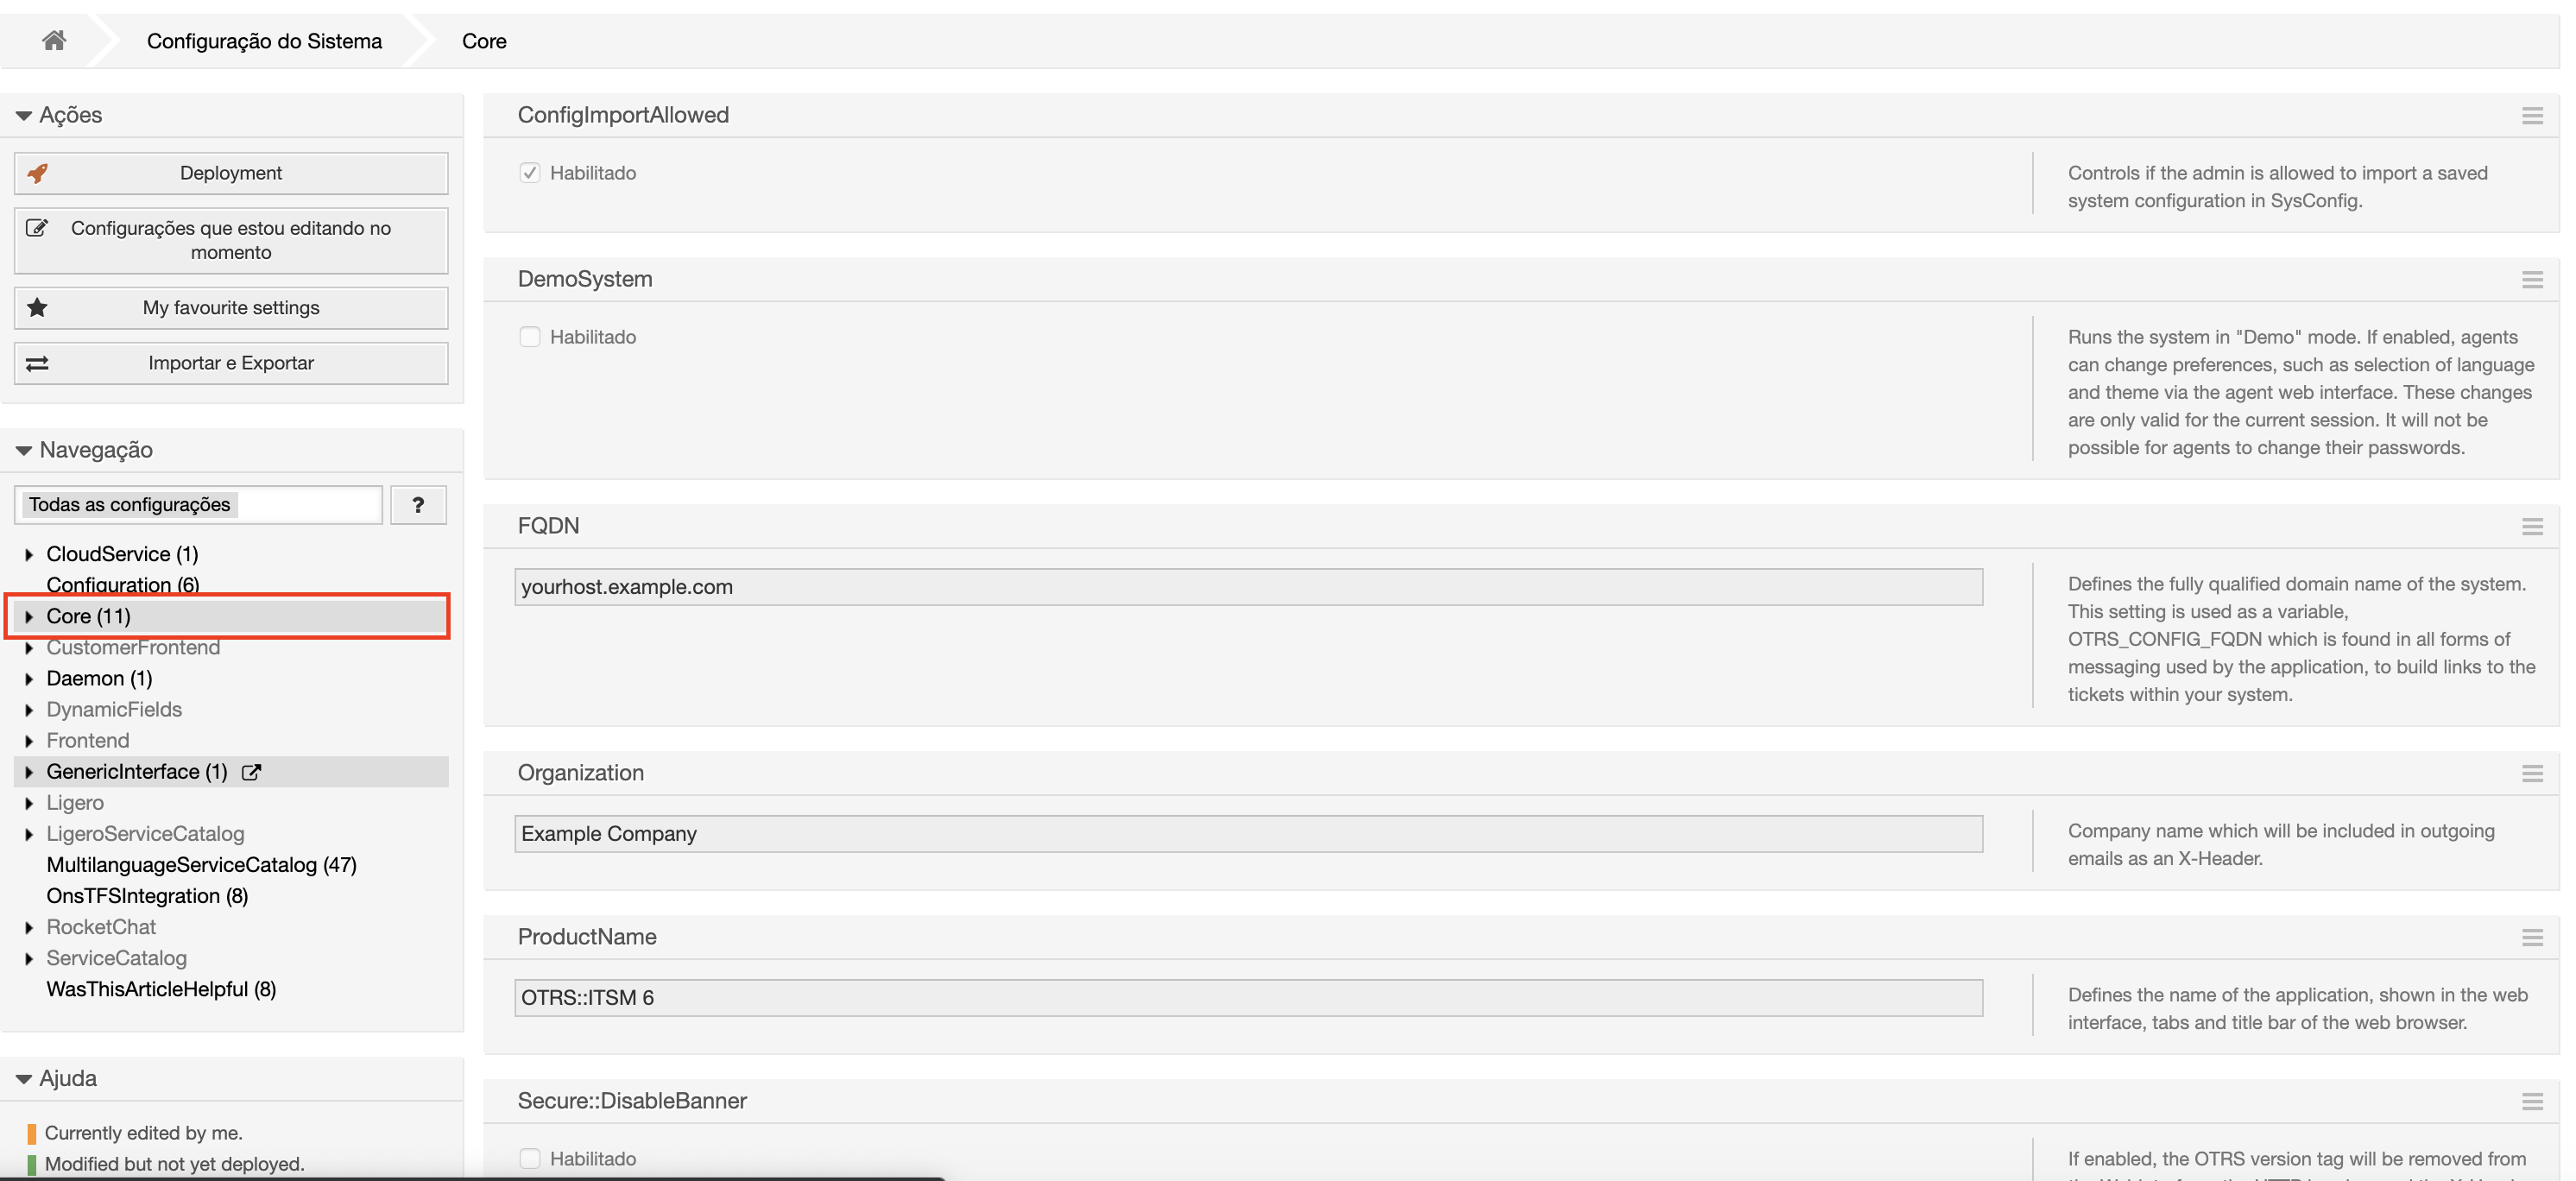 Configuração do Sistema
Core
Ações
Deployment
Configurações que estou editando no
momento
My favourite settings
Importar e Exportar
Navegação
Todas as configurações
?
CloudService (1)
Configuration (6)
Core (11)
CustomerFrontend
Daemon (1)
DynamicFields
Frontend
GenericInterface (1)
Ligero
LigeroServiceCatalog
MultilanguageServiceCatalog (47)
OnsTFSIntegration (8)
RocketChat
ServiceCatalog
WasThisArticleHelpful (8)
Ajuda
Currently edited by me.
Modified but not yet deployed.
ConfigImportAllowed
Habilitado
Controls if the admin is allowed to import a saved
system configuration in SysConfig.
DemoSystem
Habilitado
Runs the system in "Demo" mode. If enabled, agents
can change preferences, such as selection of language
and theme via the agent web interface. These changes
are only valid for the current session. It will not be
possible for agents to change their passwords.
FQDN
yourhost.example.com
Defines the fully qualified domain name of the system.
This setting is used as a variable,
OTRS_CONFIG_FQDN which is found in all forms of
messaging used by the application, to build links to the
tickets within your system.
Organization
Example Company
Company name which will be included in outgoing
emails as an X-Header.
ProductName
OTRS::ITSM 6
Defines the name of the application, shown in the web
interface, tabs and title bar of the web browser.
Secure::DisableBanner
Habilitado
If enabled, the OTRS version tag will be removed from